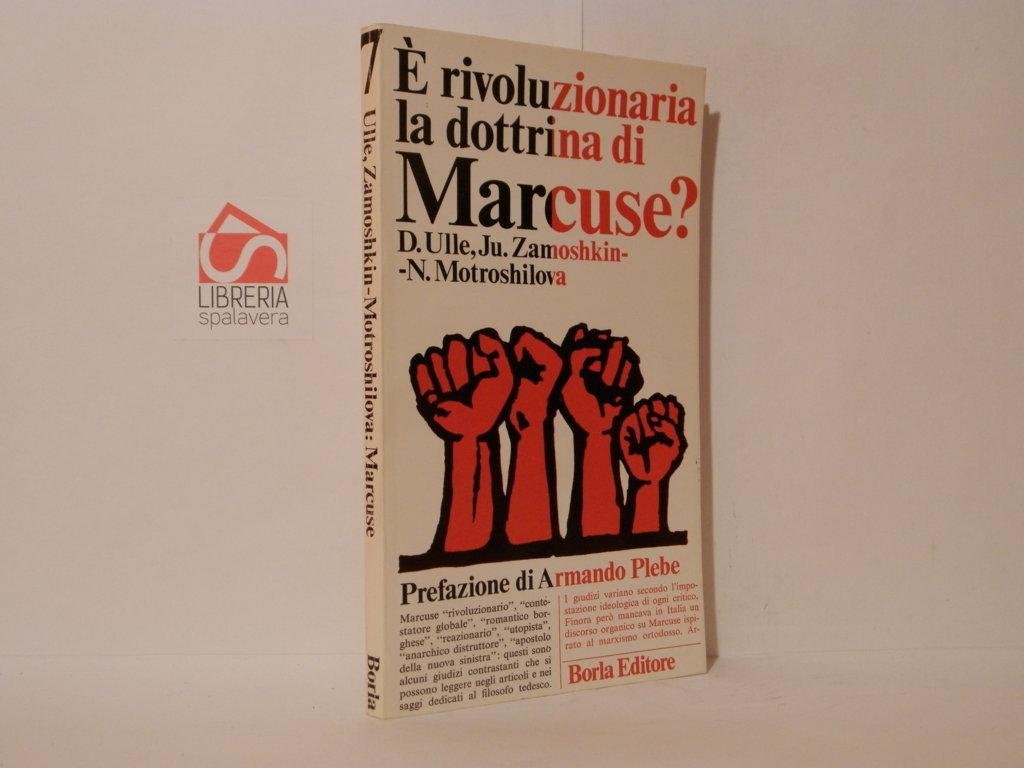 È rivoluzionaria
la dottrina di
Marcuse?
D. Ulle, Ju. Zamoshkin-
-N. Motroshilova
Prefazione di Armando Plebe
Marcuse “rivoluzionario”, “conte-
statore globale”, “romantico bor-
ghese”, “reazionario”, “utopista”,
“anarchico distruttore”, “apostolo
della nuova sinistra”: questi sono
alcuni giudizi contrastanti che si
possono leggere negli articoli e nei
saggi dedicati al filosofo tedesco.
I giudizi variano secondo l'impo-
stazione ideologica di ogni critico.
Finora però mancava in Italia un
discorso organico su Marcuse ispi-
rato al marxismo ortodosso. Ar-
Borla Editore
7
Ulle, Zamoshkin-Motroshilova: Marcuse
Borla
LIBRERIA
spalavera